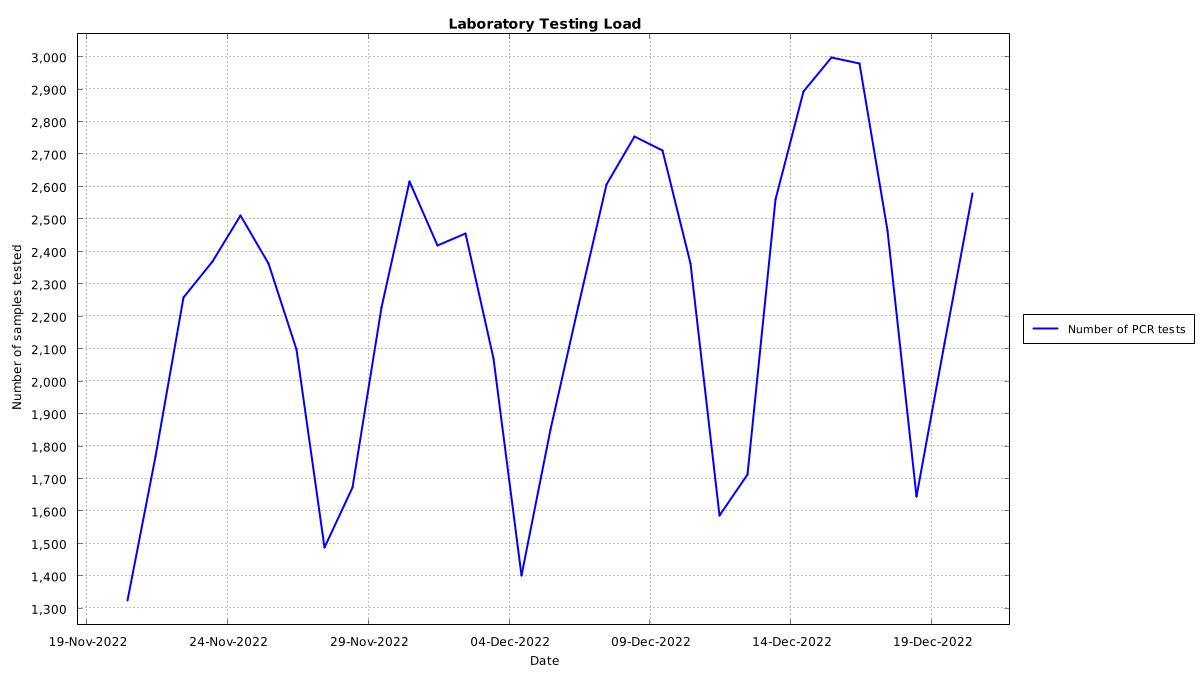 Laboratory Testing Load
3,000
2,900
2,800
2,700
2,600
2,500
2,400
2,300
2,200
2,100
2,000
1,900
1,800
1,700
1,600
1,500
1,400
1,300
Number of samples tested
19-Nov-2022
24-Nov-2022
29-Nov-2022
04-Dec-2022
09-Dec-2022
14-Dec-2022
19-Dec-2022
Date
Number of PCR tests